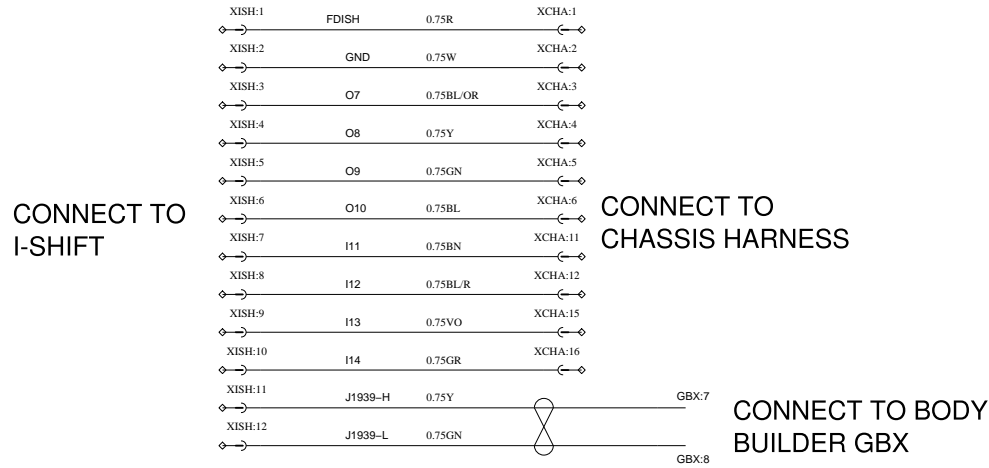 XISH:1 FDISH 0.75R XCHA:1
XISH:2 GND 0.75W XCHA:2
XISH:3 O7 0.75BL/OR XCHA:3
XISH:4 O8 0.75Y XCHA:4
XISH:5 O9 0.75GN XCHA:5
XISH:6 O10 0.75BL XCHA:6
CONNECT TO
I-SHIFT
CONNECT TO
CHASSIS HARNESS
XISH:7 I11 0.75BN XCHA:11
XISH:8 I12 0.75BL/R XCHA:12
XISH:9 I13 0.75VO XCHA:15
XISH:10 I14 0.75GR XCHA:16
XISH:11 J1939–H 0.75Y GBX:7
XISH:12 J1939–L 0.75GN GBX:8
CONNECT TO BODY
BUILDER GBX